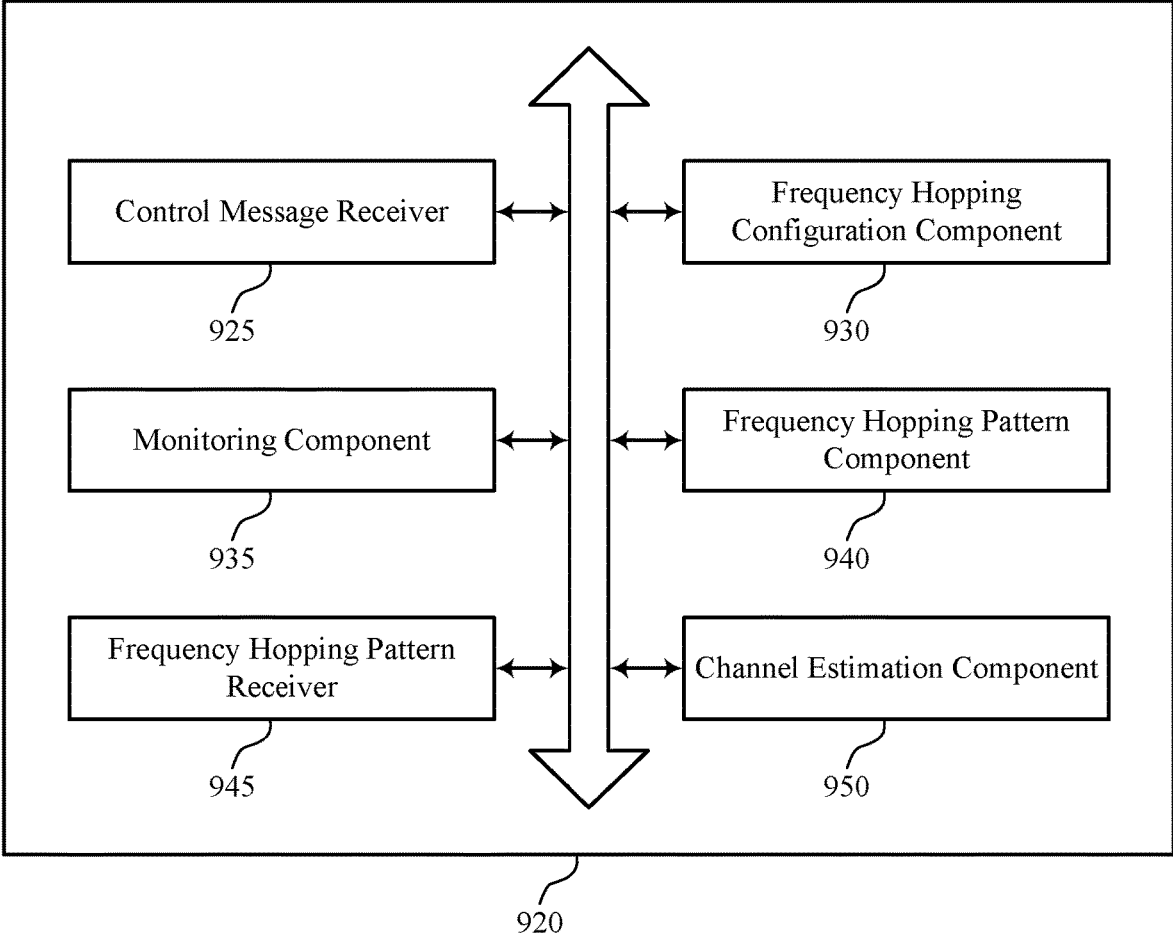 Control Message Receiver
925
Frequency Hopping
Configuration Component
930
Monitoring Component
935
Frequency Hopping Pattern
Component
940
Frequency Hopping Pattern
Receiver
945
Channel Estimation Component
950
920